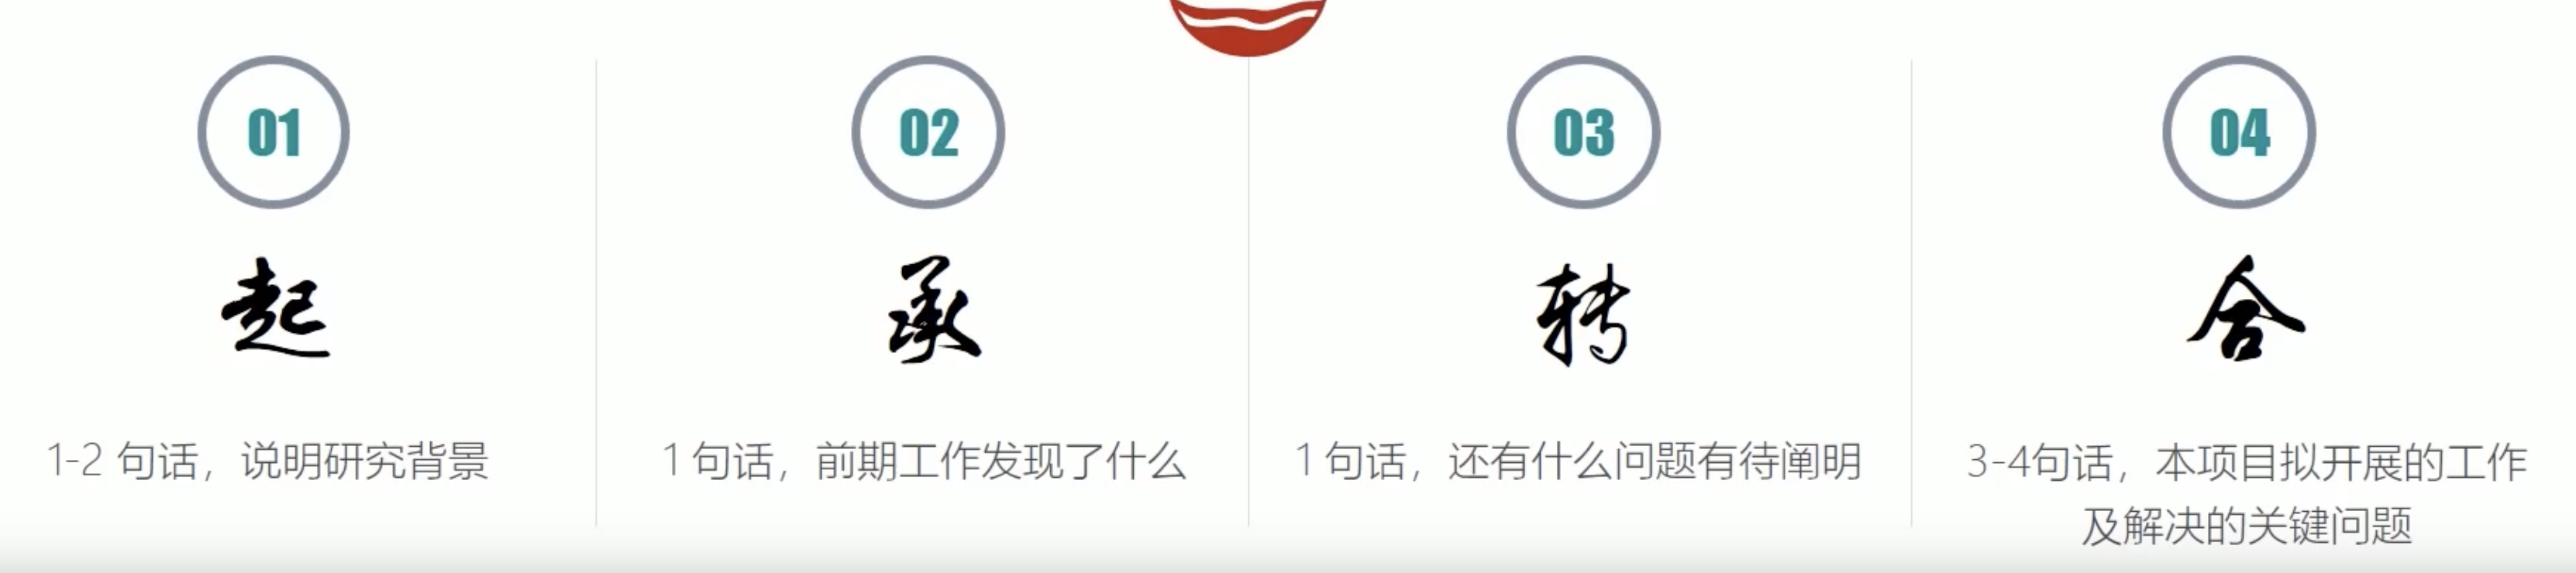 01
起
1-2 句话，说明研究背景
02
承
1 句话，前期工作发现了什么
03
转
1 句话，还有什么问题有待阐明
04
合
3-4句话，本项目拟开展的工作
及解决的关键问题